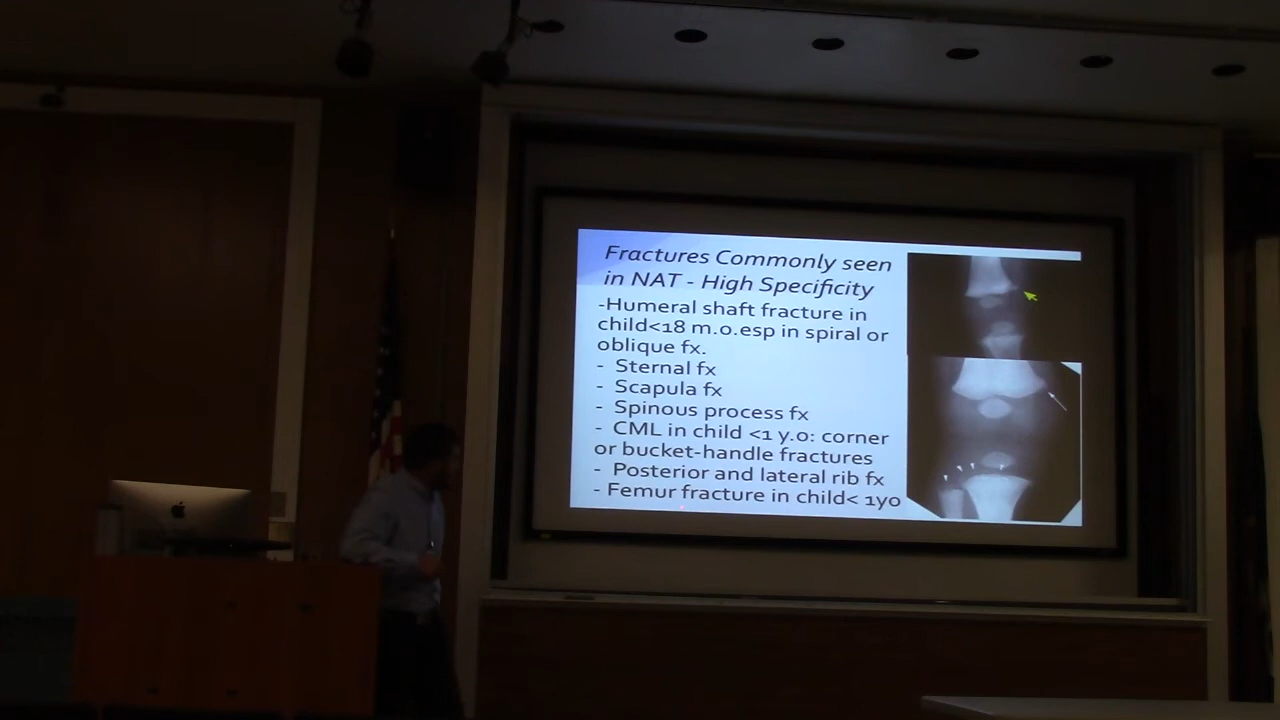 Fractures Commonly seen
in NAT - High Specificity
-Humeral shaft fracture in
child<18 m.o.esp in spiral or
oblique fx.
- Sternal fx
- Scapula fx
- Spinous process fx
- CML in child <1 y.o: corner
or bucket-handle fractures
- Posterior and lateral rib fx
- Femur fracture in child< 1yo